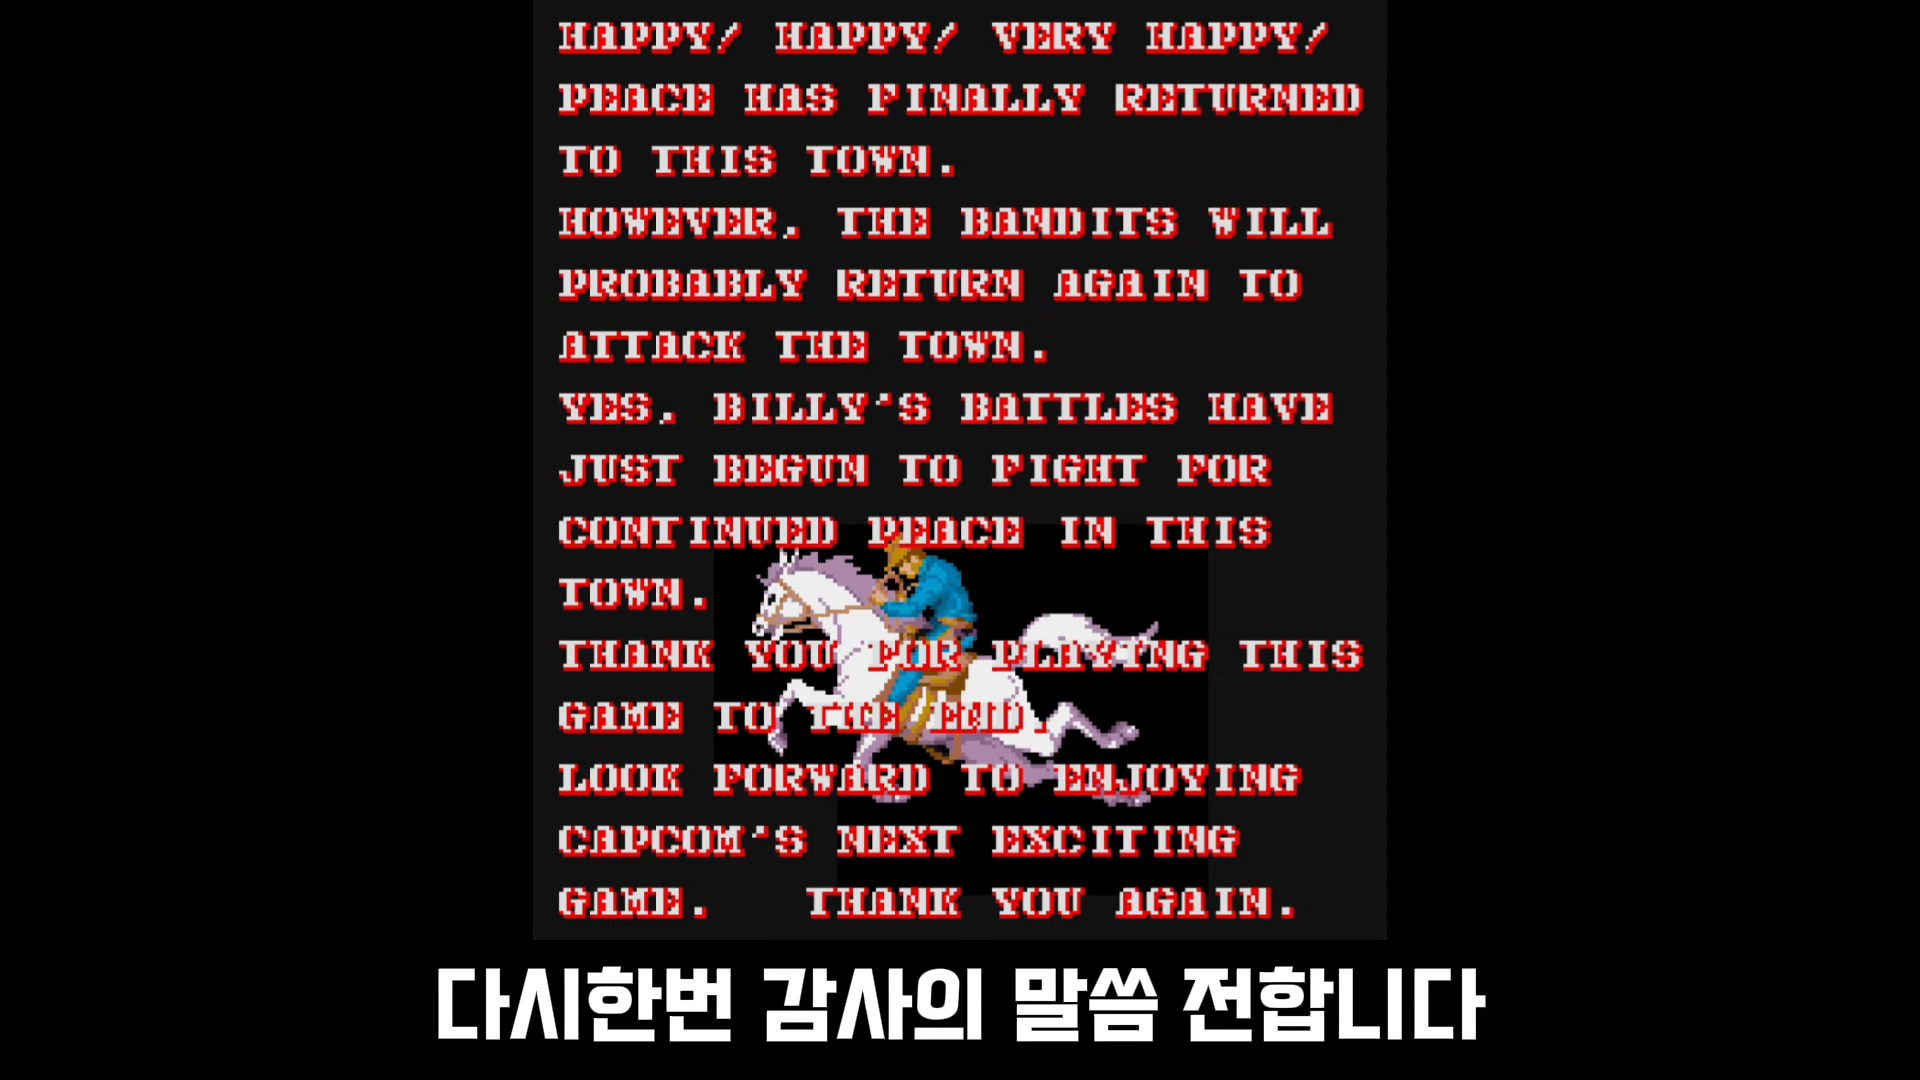 HAPPY! HAPPY! VERY HAPPY!
PEACE HAS FINALLY RETURNED
TO THIS TOWN.
HOWEVER, THE BANDITS WILL
PROBABLY RETURN AGAIN TO
ATTACK THE TOWN.
YES, BILLY'S BATTLES HAVE
JUST BEGUN TO FIGHT FOR
CONTINUED PEACE IN THIS
TOWN.
THANK YOU FOR PLAYING THIS
GAME TO THE END.
LOOK FORWARD TO ENJOYING
CAPCOM'S NEXT EXCITING
GAME. THANK YOU AGAIN.
다시한번 감사의 말씀 전합니다